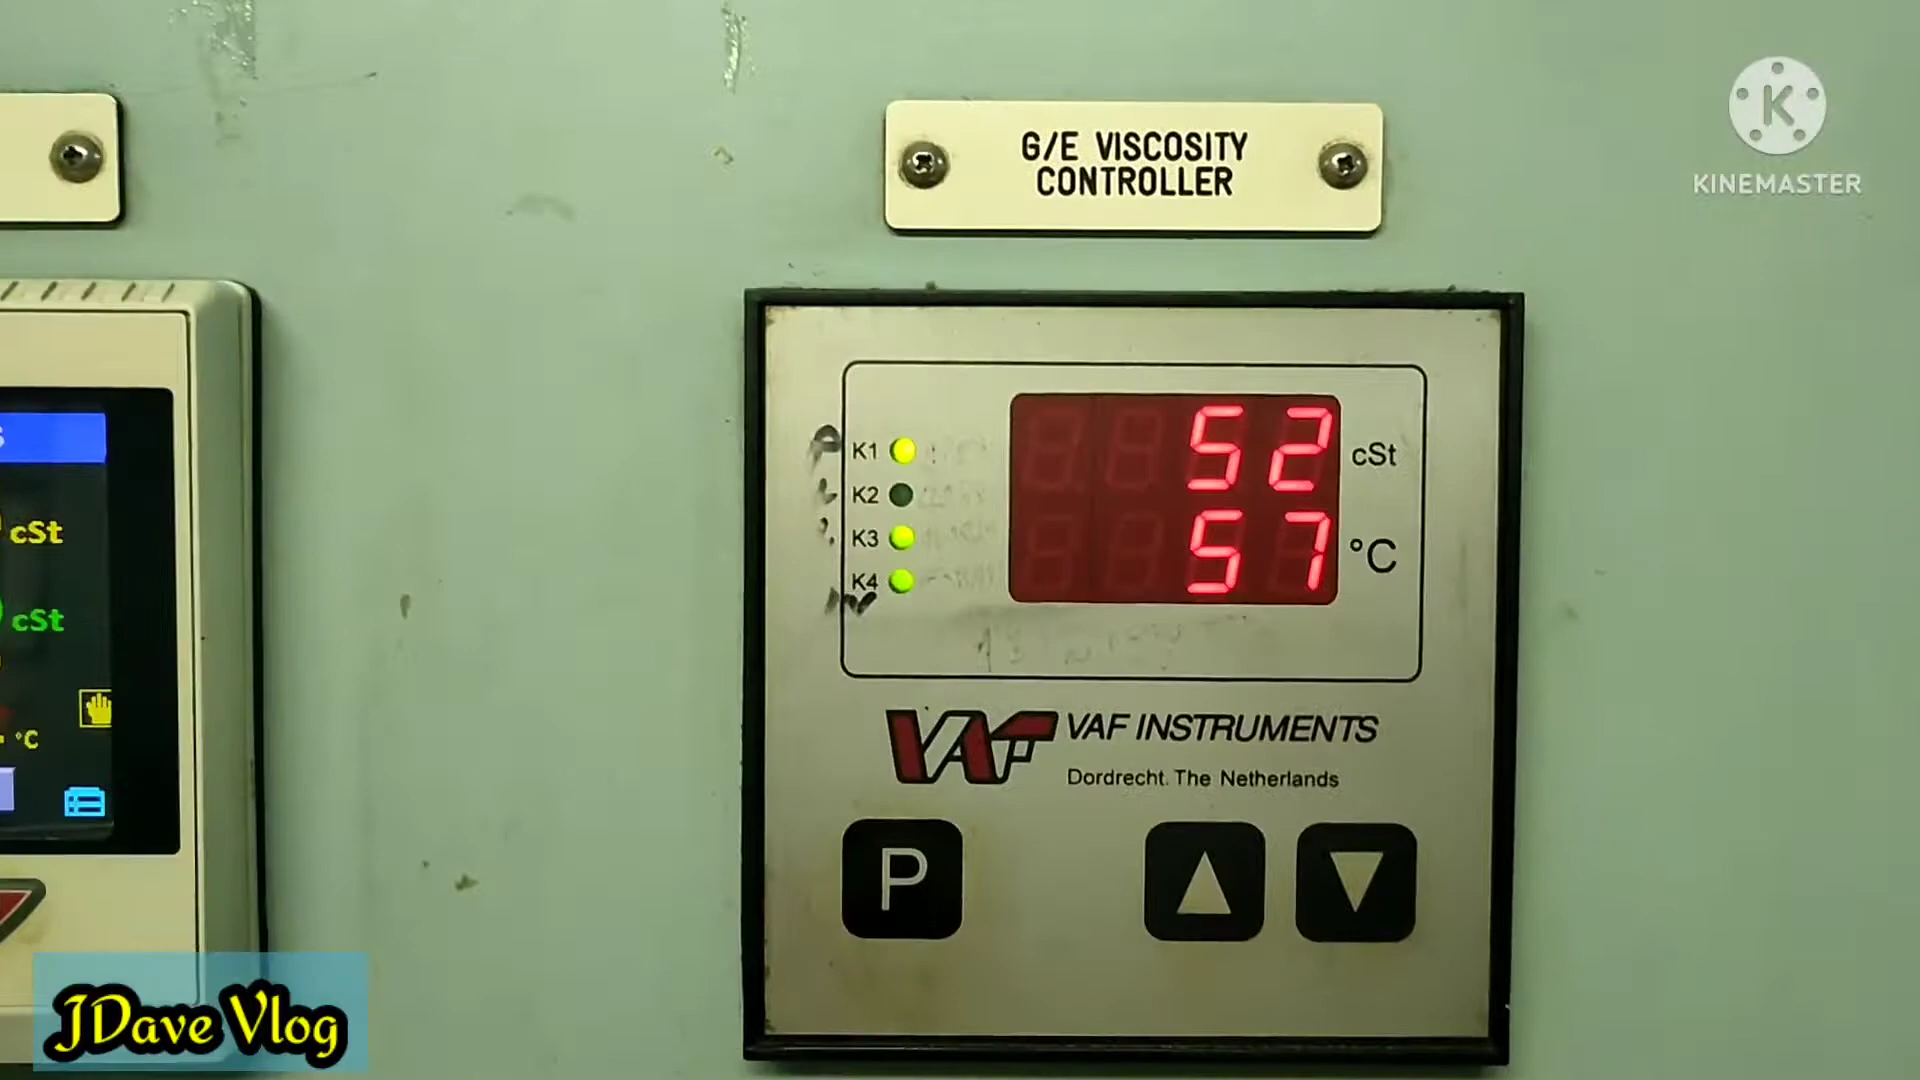 G/E VISCOSITY
CONTROLLER
K
KINEMASTER
S
cSt
cSt
°C
K1
K2
K3
K4
52 cSt
57 °C
VAF VAF INSTRUMENTS
Dordrecht. The Netherlands
P
JDave Vlog